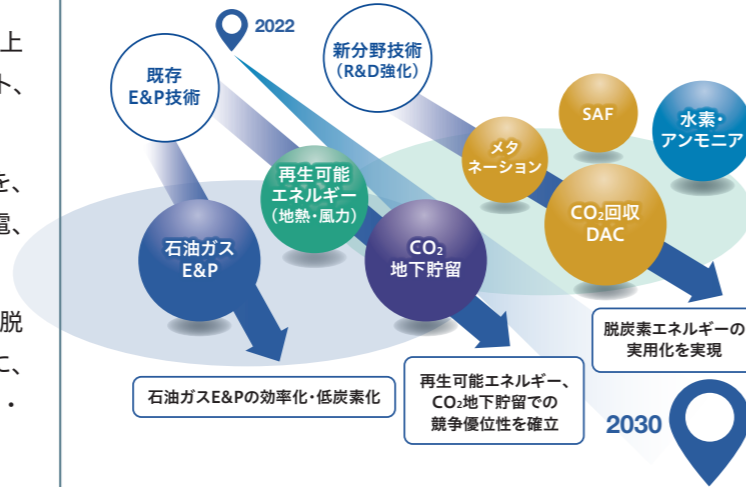 上
ト、
を、
電、
脱
に、
・
2022
既存
E&P技術
新分野技術
（R&D強化）
SAF
水素・
アンモニア
メタ
ネーション
再生可能
エネルギー
（地熱・風力）
CO₂回収
DAC
石油ガス
E&P
CO₂
地下貯留
脱炭素エネルギーの
実用化を実現
石油ガスE&Pの効率化・低炭素化
再生可能エネルギー、
CO₂地下貯留での
競争優位性を確立
2030